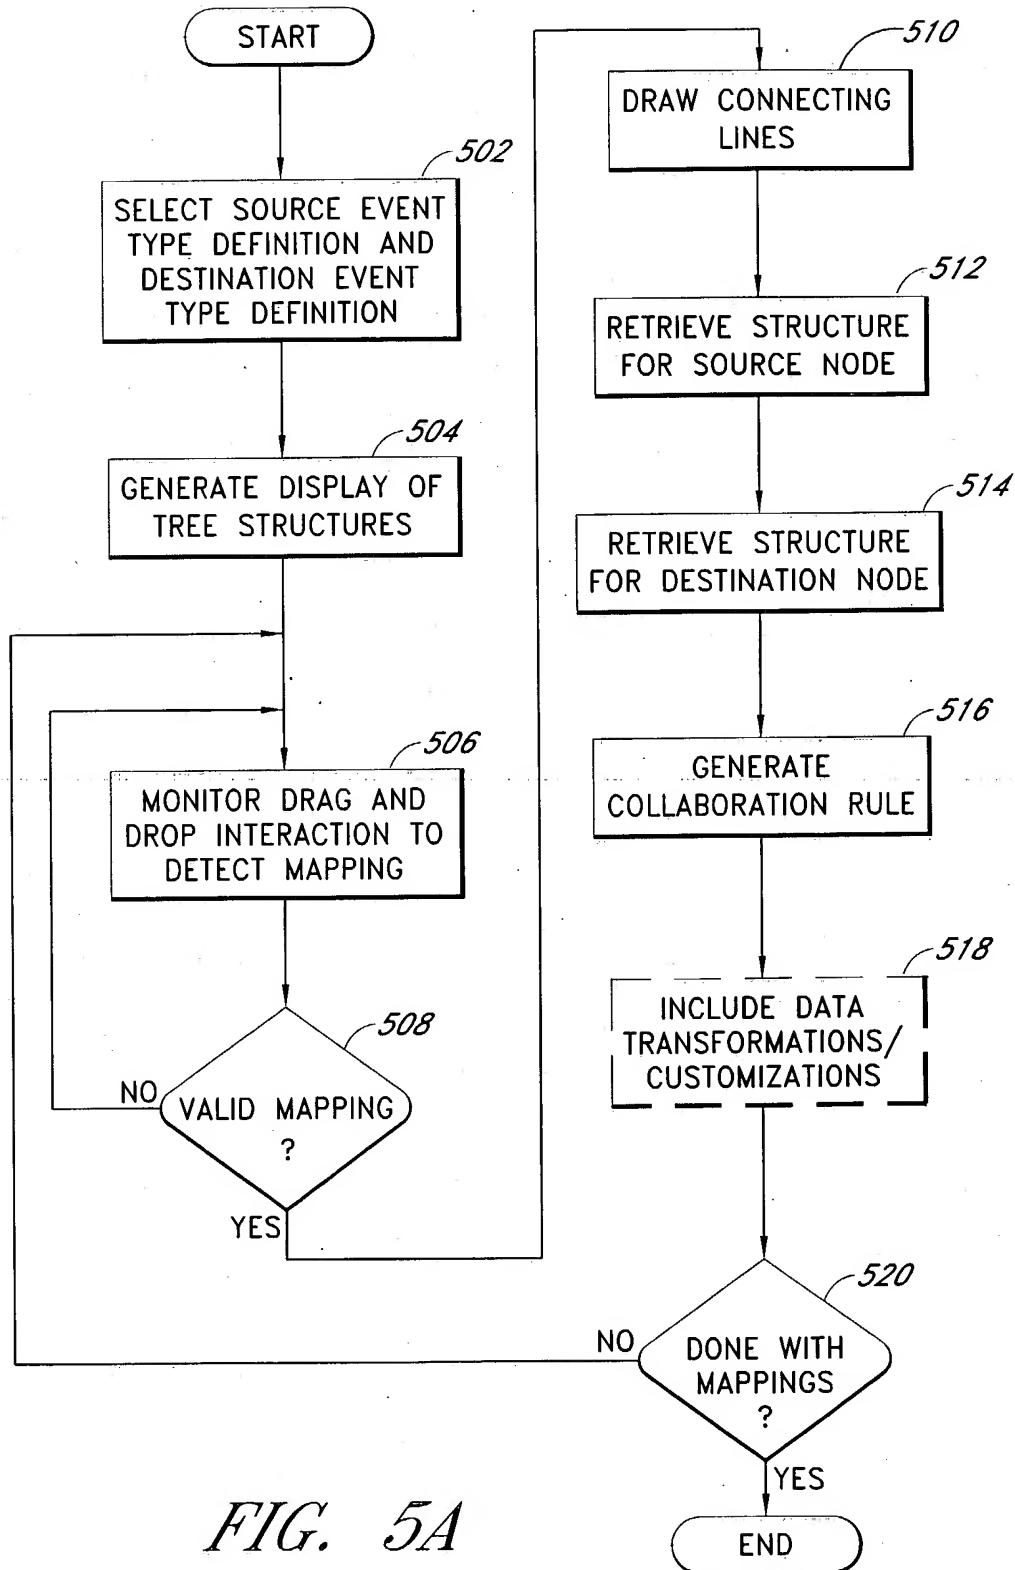 START
502
SELECT SOURCE EVENT
TYPE DEFINITION AND
DESTINATION EVENT
TYPE DEFINITION
504
GENERATE DISPLAY OF
TREE STRUCTURES
506
MONITOR DRAG AND
DROP INTERACTION TO
DETECT MAPPING
508
NO
VALID MAPPING
?
YES
510
DRAW CONNECTING
LINES
512
RETRIEVE STRUCTURE
FOR SOURCE NODE
514
RETRIEVE STRUCTURE
FOR DESTINATION NODE
516
GENERATE
COLLABORATION RULE
518
INCLUDE DATA
TRANSFORMATIONS/
CUSTOMIZATIONS
520
NO
DONE WITH
MAPPINGS
?
YES
END
FIG. 5A